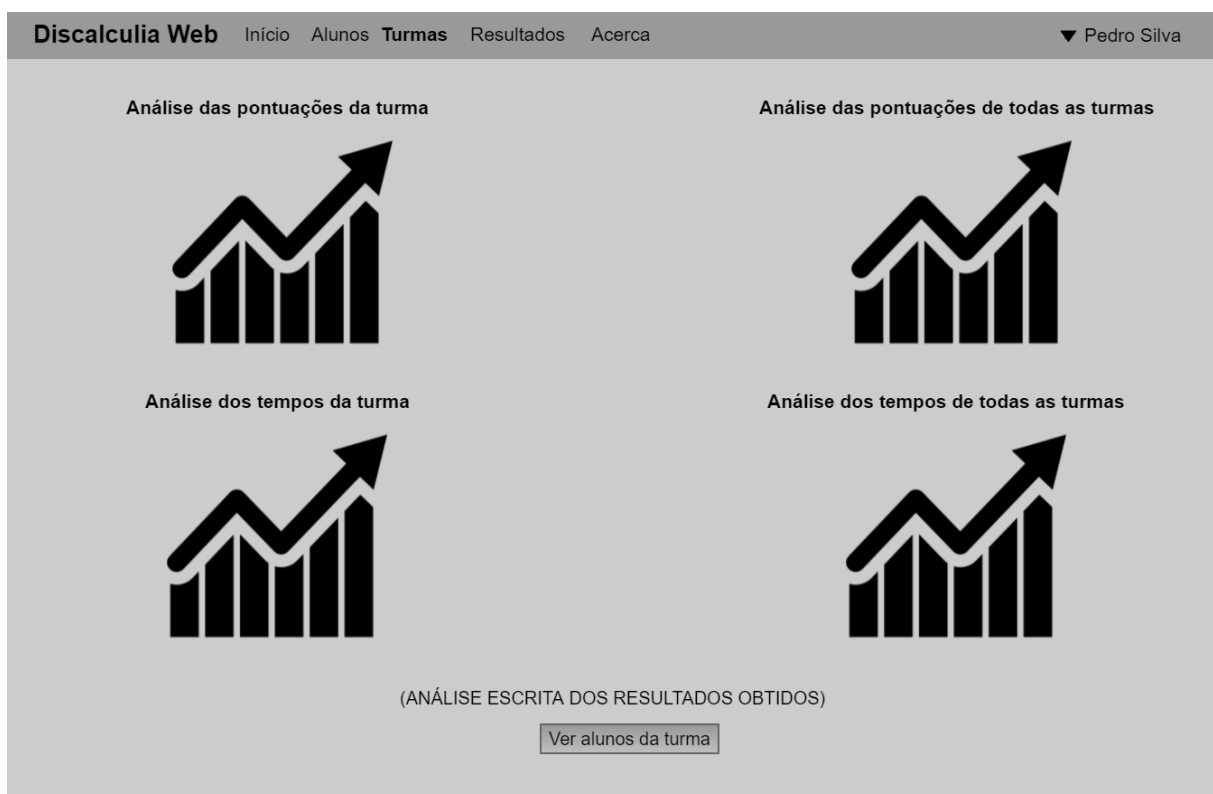 Discalculia Web Início Alunos Turmas Resultados Acerca Pedro Silva
Análise das pontuações da turma
Análise das pontuações de todas as turmas
Análise dos tempos da turma
Análise dos tempos de todas as turmas
(ANÁLISE ESCRITA DOS RESULTADOS OBTIDOS)
Ver alunos da turma